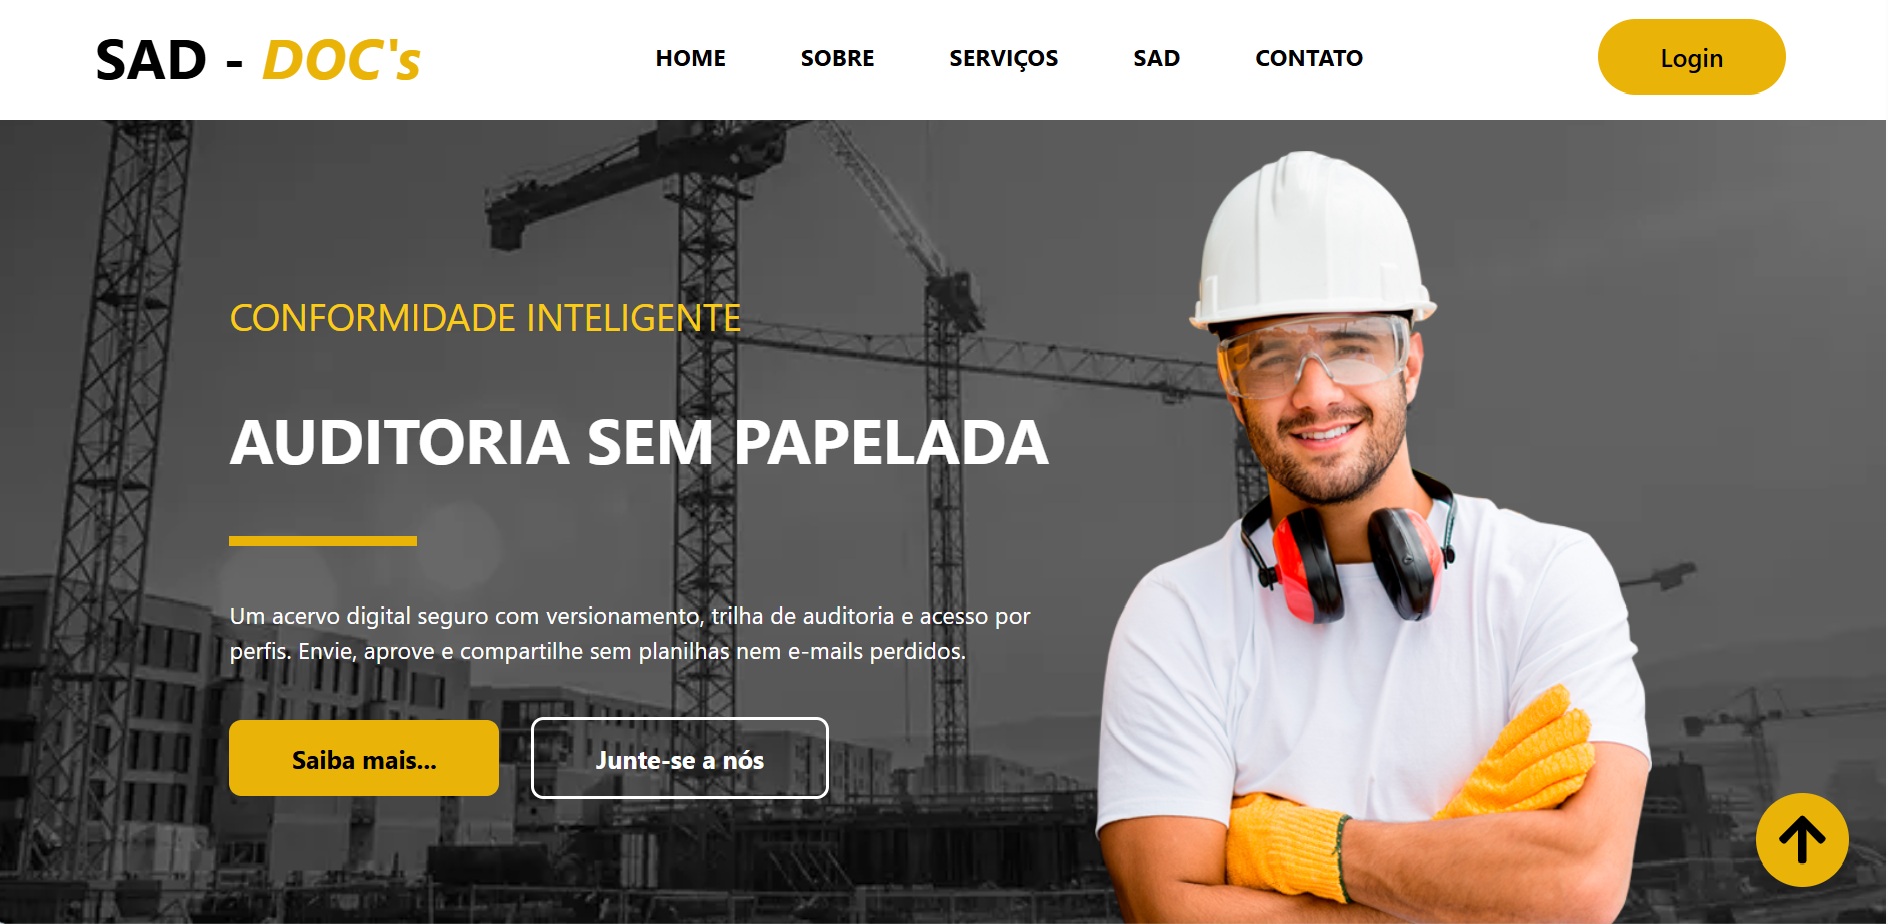 SAD - DOC's
HOME SOBRE SERVIÇOS SAD CONTATO
Login
CONFORMIDADE INTELIGENTE
AUDITORIA SEM PAPELADA
Um acervo digital seguro com versionamento, trilha de auditoria e acesso por
perfis. Envie, aprove e compartilhe sem planilhas nem e-mails perdidos.
Saiba mais...
Junte-se a nós